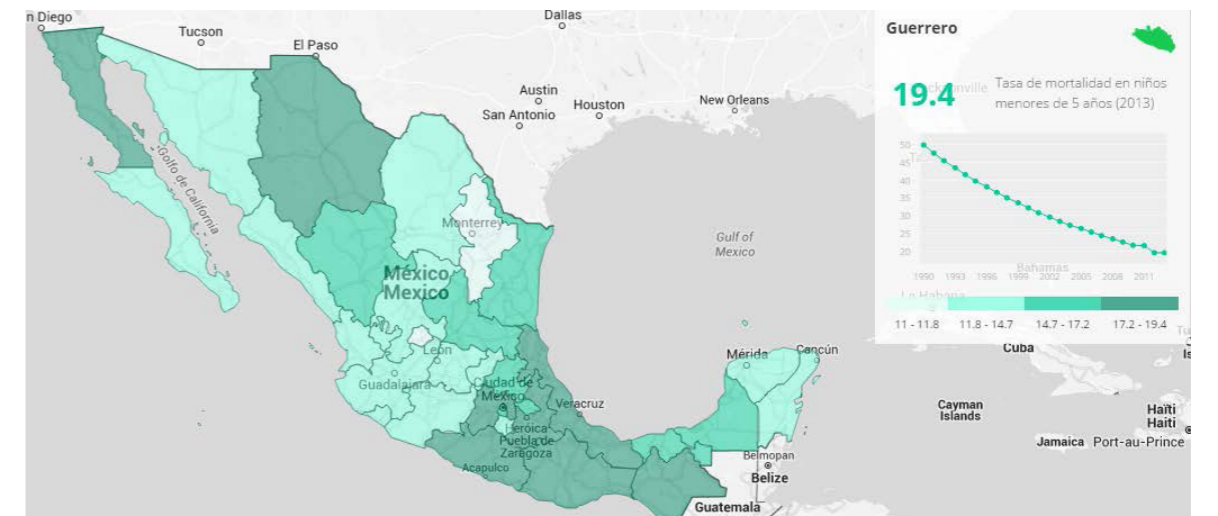 n Diego
Tucson
El Paso
Dallas
Austin
San Antonio
Houston
New Orleans
Golfo de California
Monterrey
Gulf of
Mexico
México
Mexico
León
Guadalajara
Ciudad de
México
Veracruz
Heróica
Puebla de
Zaragoza
Acapulco
Mérida
Cancún
Belmopan
Belize
Guatemala
Cuba
Cayman
Islands
Jamaica
Haïti
Haiti
Port-au-Prince
Guerrero
19.4
Tasa de mortalidad en niños
menores de 5 años (2013)
50
45
40
35
30
25
20
1990 1993 1996 1999 2002 2005 2008 2011
Bahamas
La Habana
11 - 11.8 11.8 - 14.7 14.7 - 17.2 17.2 - 19.4